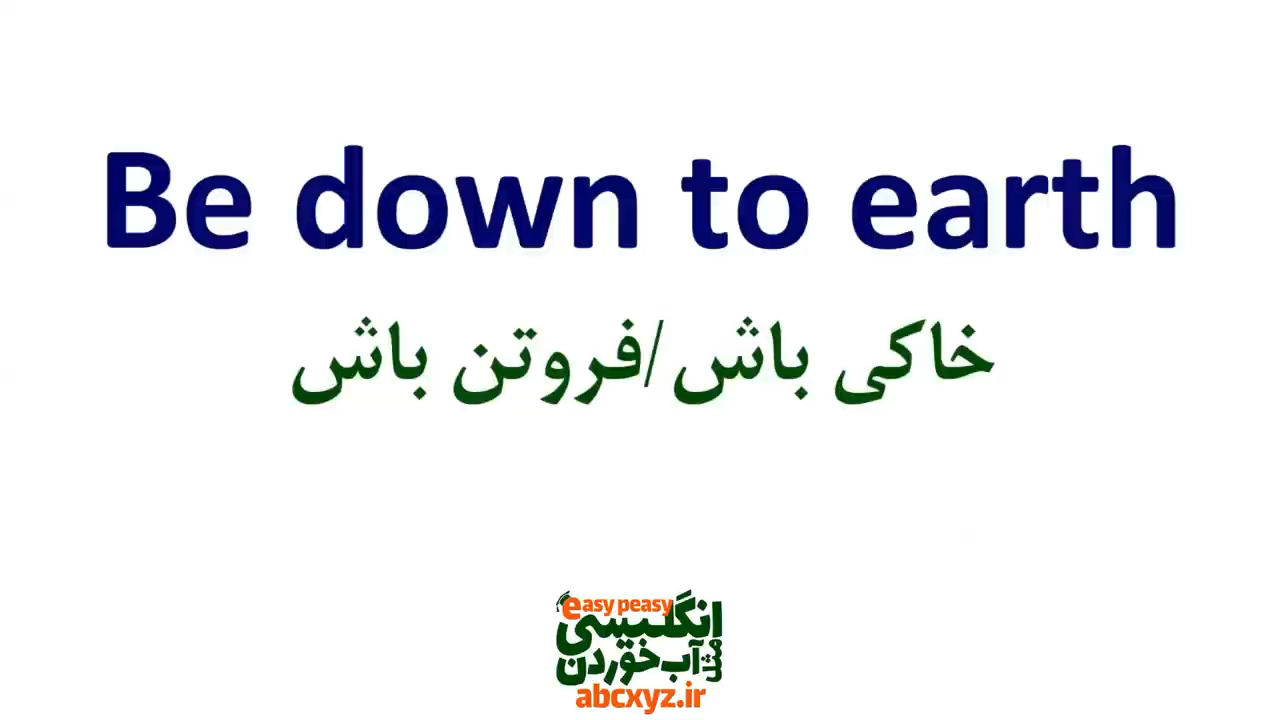 Be down to earth
خاکی باش/فروتن باش
easy peasy
انگلیسی
مثل آب خوردن
abcxyz.ir